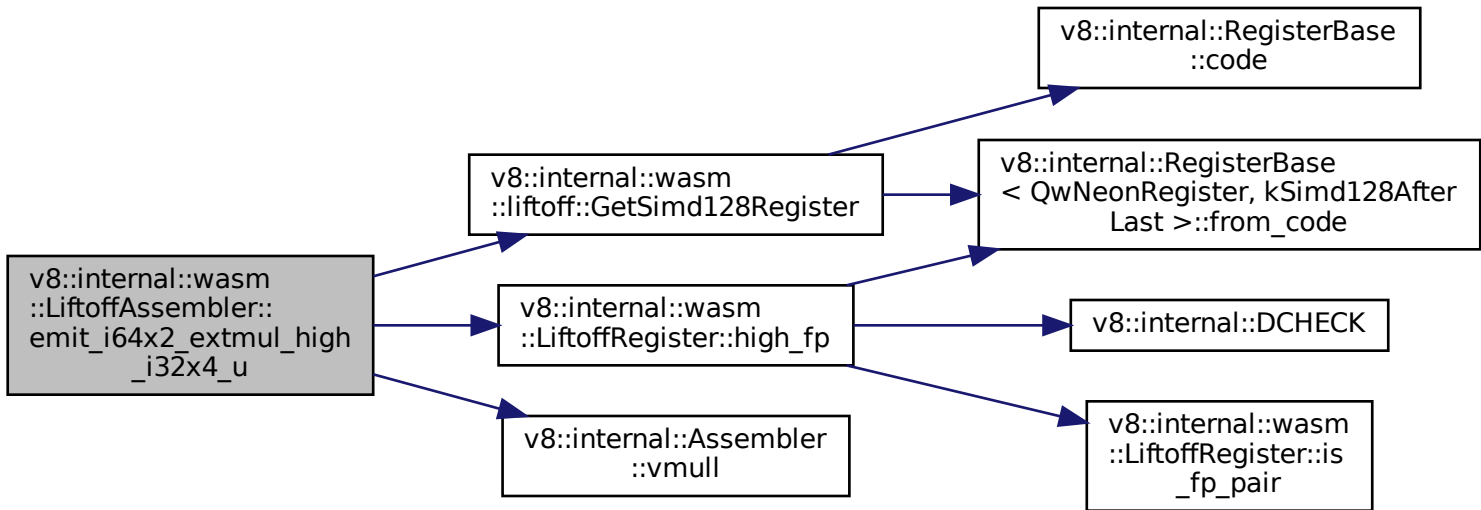 v8::internal::wasm
::LiftoffAssembler::
emit_i64x2_extmul_high
_i32x4_u
v8::internal::wasm
::liftoff::GetSimd128Register
v8::internal::wasm
::LiftoffRegister::high_fp
v8::internal::Assembler
::vmull
v8::internal::RegisterBase
::code
v8::internal::RegisterBase
< QwNeonRegister, kSimd128After
Last >::from_code
v8::internal::DCHECK
v8::internal::wasm
::LiftoffRegister::is
_fp_pair